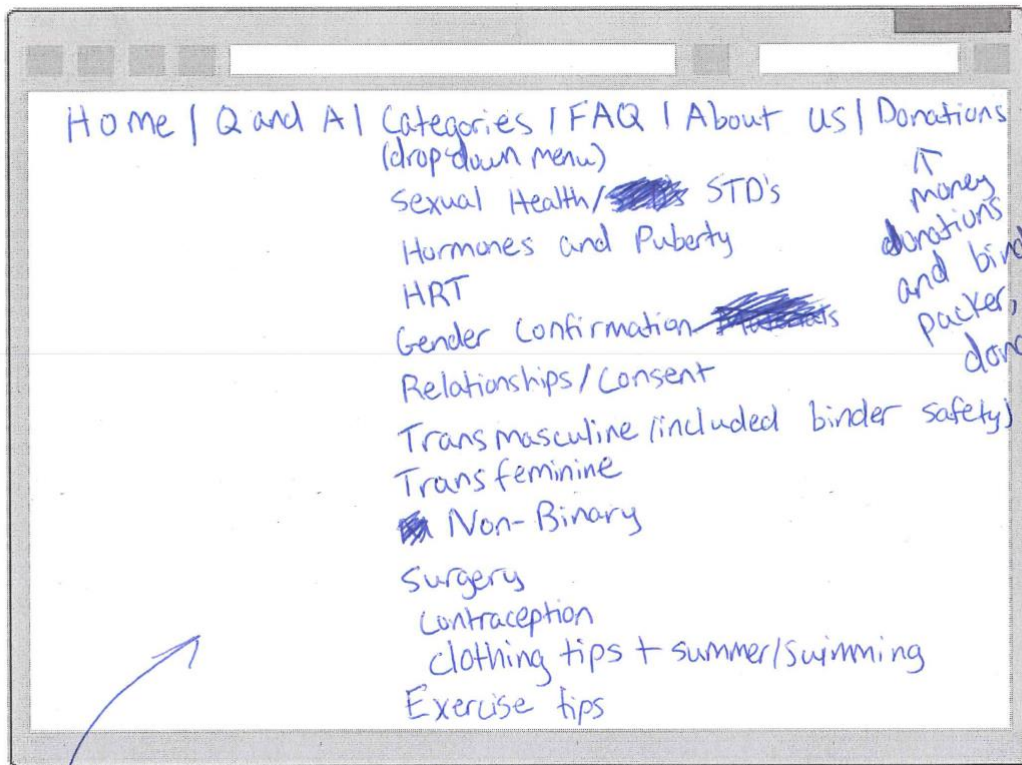 Home | Q and A | Categories | FAQ | About us | Donations
(drop down menu)
Sexual Health/ STD's
Hormones and Puberty
HRT
Gender Confirmation
Relationships/Consent
Trans masculine (included binder safety)
Trans feminine
Non-Binary
Surgery
Contraception
clothing tips + summer/swimming
Exercise tips
↑
money
donations
and
packer,